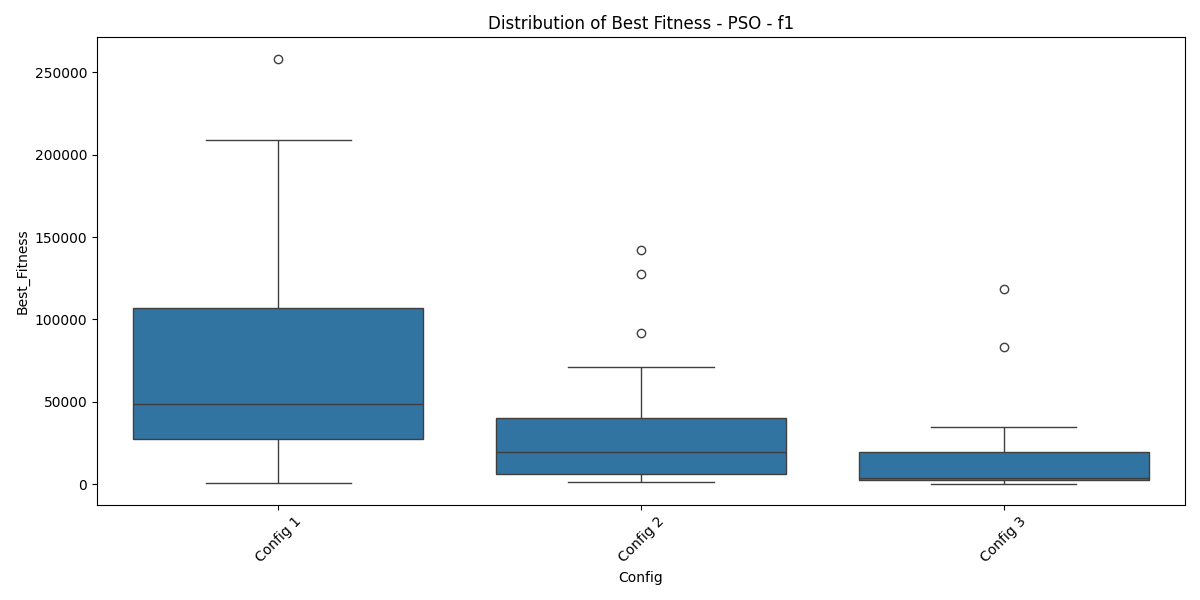 Distribution of Best Fitness - PSO - f1
Best_Fitness
250000
200000
150000
100000
50000
0
Config 1
Config 2
Config 3
Config